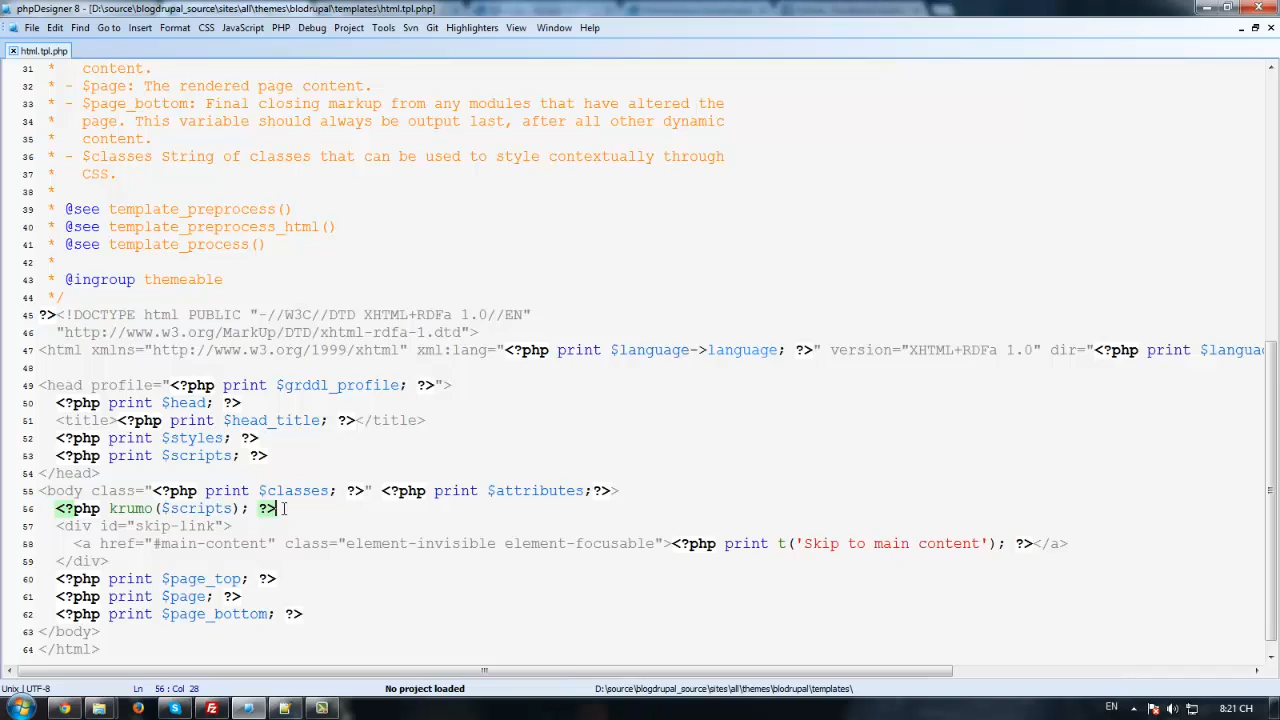 phpDesigner 8 - [D:\source\blogdrupal_source\sites\all\themes\blodrupal\templates\html.tpl.php]
File Edit Find Go to Insert Format CSS JavaScript PHP Debug Project Tools Svn Git Highlighters View Window Help
html.tpl.php
31 *   content.
32 * - $page: The rendered page content.
33 * - $page_bottom: Final closing markup from any modules that have altered the
34 *   page. This variable should always be output last, after all other dynamic
35 *   content.
36 * - $classes String of classes that can be used to style contextually through
37 *   CSS.
38 *
39 * @see template_preprocess()
40 * @see template_preprocess_html()
41 * @see template_process()
42 *
43 * @ingroup themeable
44 */
45 ?><!DOCTYPE html PUBLIC "-//W3C//DTD XHTML+RDFa 1.0//EN"
46   "http://www.w3.org/MarkUp/DTD/xhtml-rdfa-1.dtd">
47 <html xmlns="http://www.w3.org/1999/xhtml" xml:lang="<?php print $language->language; ?>" version="XHTML+RDFa 1.0" dir="<?php print $langua
48
49 <head profile="<?php print $grddl_profile; ?>">
50   <?php print $head; ?>
51   <title><?php print $head_title; ?></title>
52   <?php print $styles; ?>
53   <?php print $scripts; ?>
54 </head>
55 <body class="<?php print $classes; ?>" <?php print $attributes;?>>
56   <?php krumo($scripts); ?>
57   <div id="skip-link">
58     <a href="#main-content" class="element-invisible element-focusable"><?php print t('Skip to main content'); ?></a>
59   </div>
60   <?php print $page_top; ?>
61   <?php print $page; ?>
62   <?php print $page_bottom; ?>
63 </body>
64 </html>
Unix | UTF-8 Ln 56 : Col 28 No project loaded D:\source\blogdrupal_source\sites\all\themes\blodrupal\templates\
EN 8:21 CH